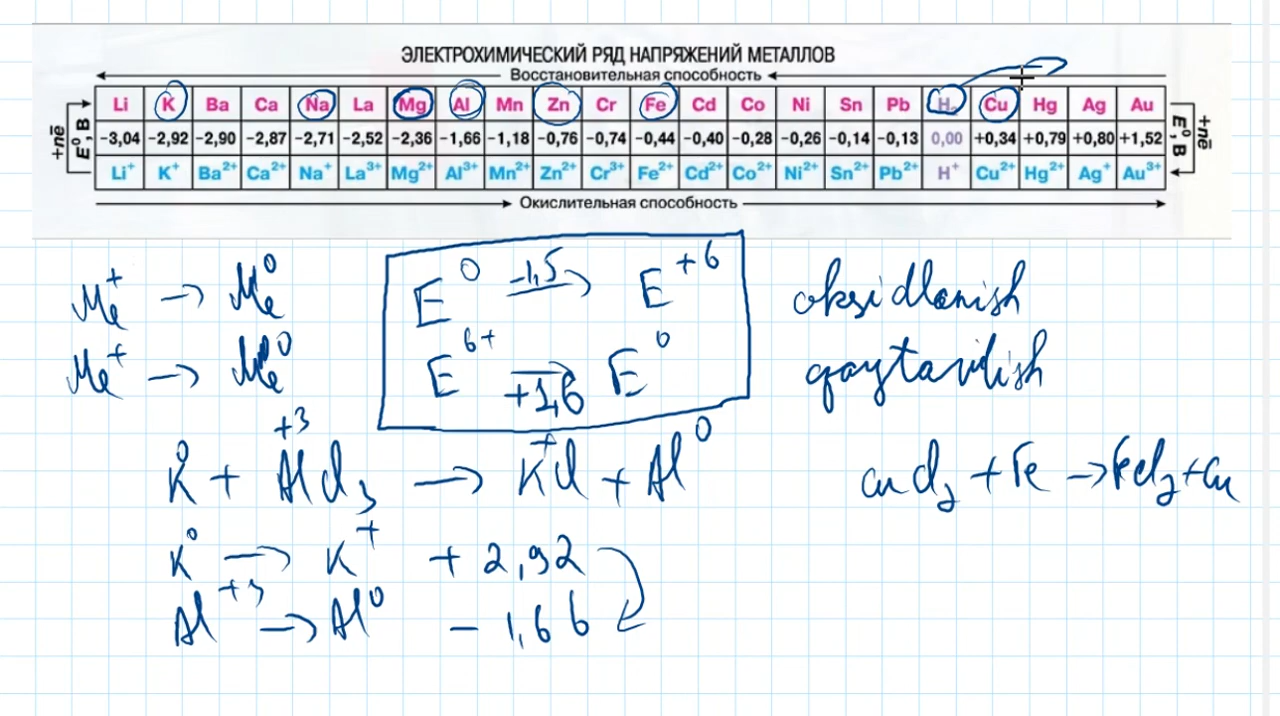 ЭЛЕКТРОХИМИЧЕСКИЙ РЯД НАПРЯЖЕНИЙ МЕТАЛЛОВ
Восстановительная способность
Li K Ba Ca Na La Mg Al Mn Zn Cr Fe Cd Co Ni Sn Pb H₂ Cu Hg Ag Au
+nē E⁰, В −3,04 −2,92 −2,90 −2,87 −2,71 −2,52 −2,36 −1,66 −1,18 −0,76 −0,74 −0,44 −0,40 −0,28 −0,26 −0,14 −0,13 0,00 +0,34 +0,79 +0,80 +1,52 E⁰, В +nē
Li⁺ K⁺ Ba²⁺ Ca²⁺ Na⁺ La³⁺ Mg²⁺ Al³⁺ Mn²⁺ Zn²⁺ Cr³⁺ Fe²⁺ Cd²⁺ Co²⁺ Ni²⁺ Sn²⁺ Pb²⁺ H⁺ Cu²⁺ Hg²⁺ Ag⁺ Au³⁺
Окислительная способность
Me⁺ → Me⁰ E⁰ −1,5→ E⁺⁶ oksidlanish
Me⁺ → Me⁰ E⁶⁺ →+1,6 E⁰ qaytarilish
K⁰ + Al⁺³Cl₃ → K⁺Cl + Al⁰ CuCl₂ + Fe → FeCl₂ + Cu
K⁰ → K⁺ + 2,92
Al⁺³ → Al⁰ − 1,66